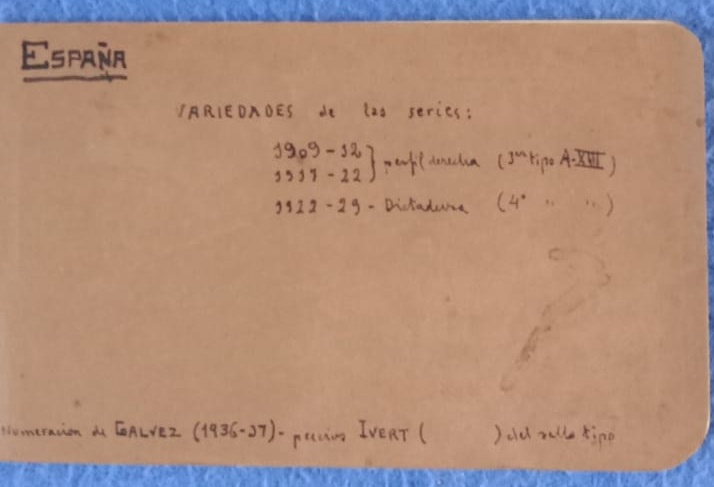 ESPAÑA
VARIEDADES de las series:
1909-12 } perfil derecha (3er tipo A-XIII)
1917-22
1922-29 - Dictadura (4º " ")
Numeracion de GALVEZ (1936-37)- precios IVERT ( ) del sello tipo